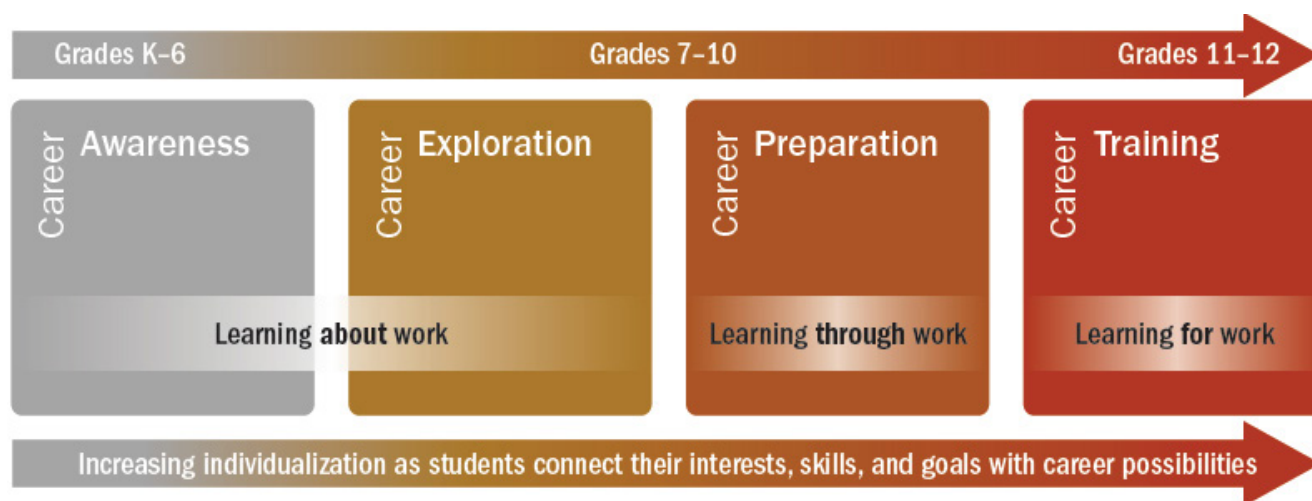 Grades K–6
Grades 7–10
Grades 11–12
Career
Awareness
Career
Exploration
Career
Preparation
Career
Training
Learning about work
Learning through work
Learning for work
Increasing individualization as students connect their interests, skills, and goals with career possibilities